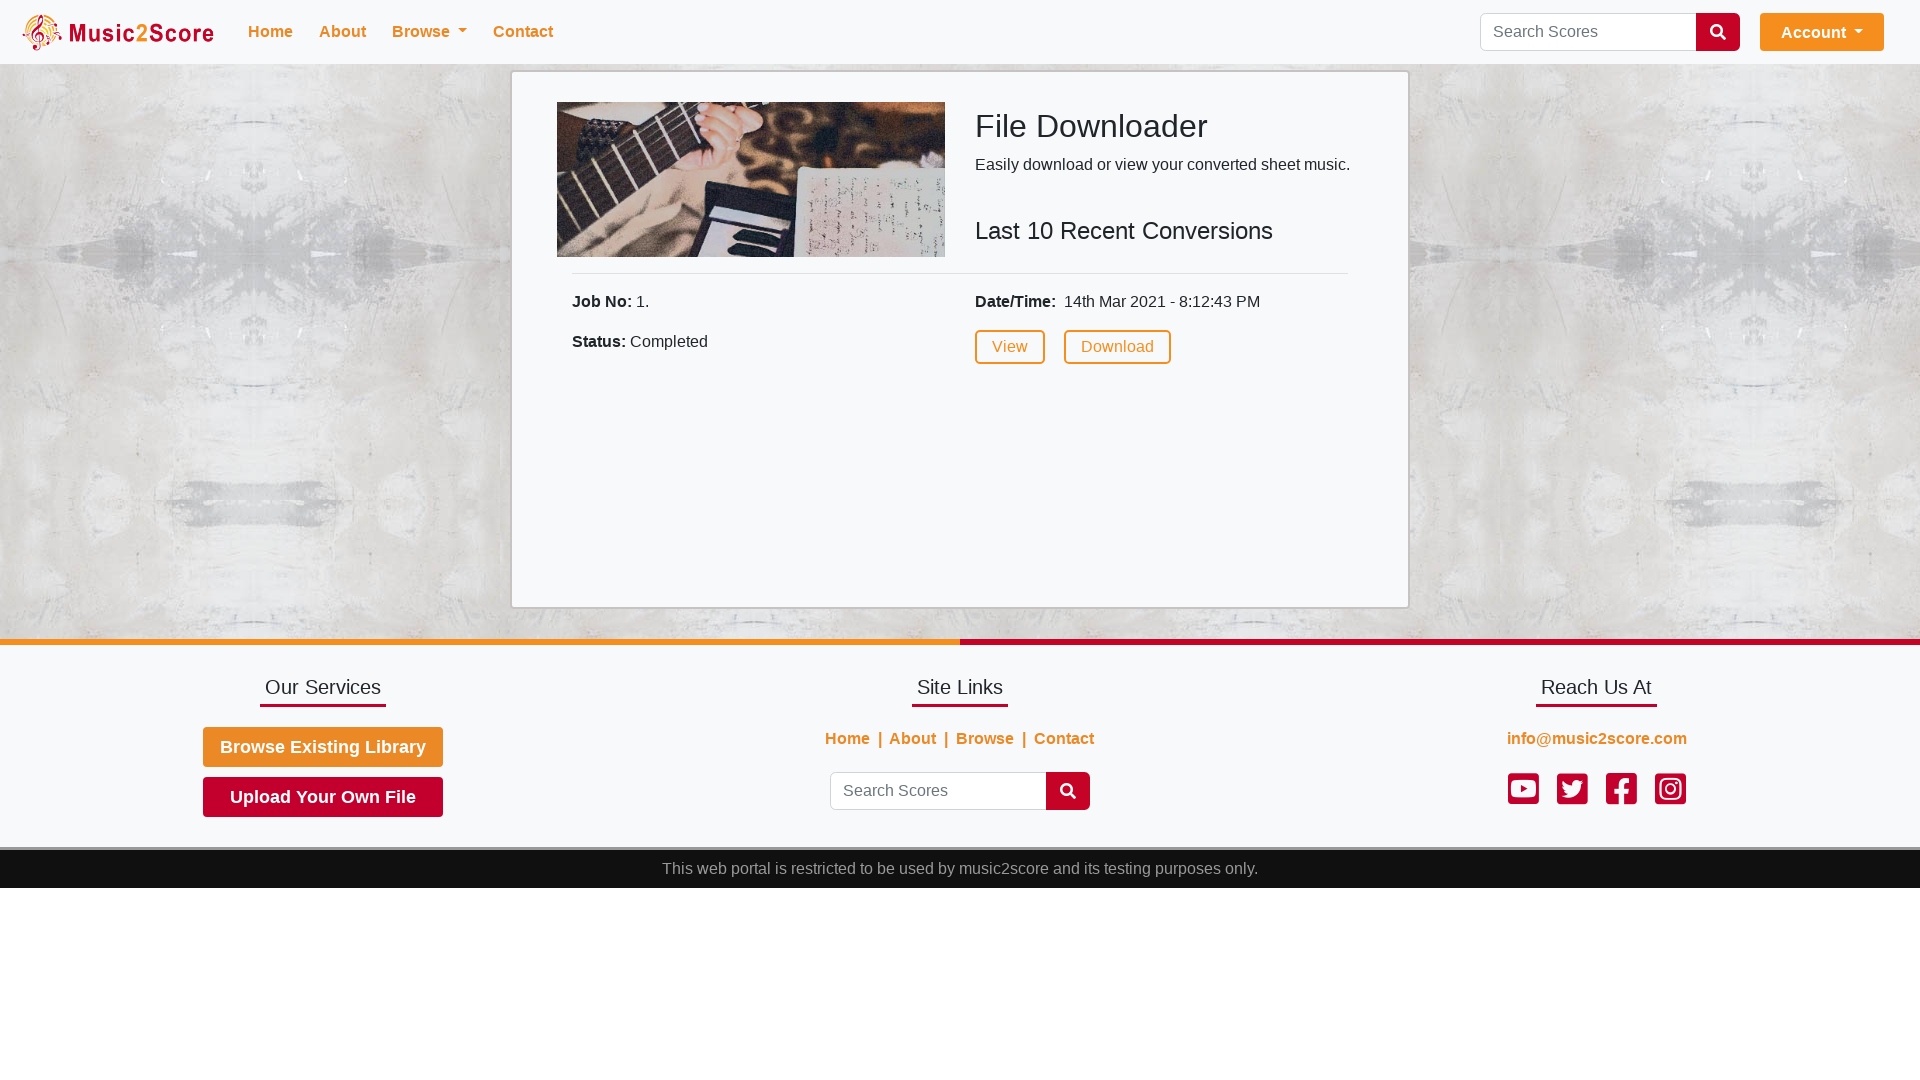 Music2Score
Home
About
Browse
Contact
Search Scores
Account
File Downloader
Easily download or view your converted sheet music.
Last 10 Recent Conversions
Job No: 1.
Date/Time: 14th Mar 2021 - 8:12:43 PM
Status: Completed
View
Download
Our Services
Browse Existing Library
Upload Your Own File
Site Links
Home | About | Browse | Contact
Search Scores
Reach Us At
info@music2score.com
This web portal is restricted to be used by music2score and its testing purposes only.